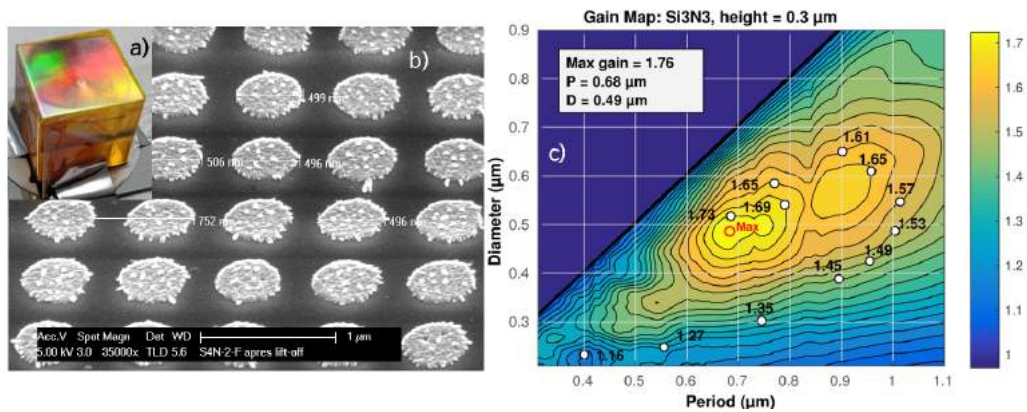 a)
b)
499 nm
506 nm
496 nm
752 nm
496 nm
Acc.V Spot Magn Det WD
5.00 kV 3.0 35000x TLD 5.6 S4N-2-F apres lift-off
1 µm
Gain Map: Si3N3, height = 0.3 µm
Max gain = 1.76
P = 0.68 µm
D = 0.49 µm
c)
1.61
1.65
1.65
1.57
1.69
1.73
Max
1.53
1.49
1.45
1.35
1.27
1.16
Diameter (µm)
0.9
0.8
0.7
0.6
0.5
0.4
0.3
0.4 0.5 0.6 0.7 0.8 0.9 1 1.1
Period (µm)
1.7
1.6
1.5
1.4
1.3
1.2
1.1
1